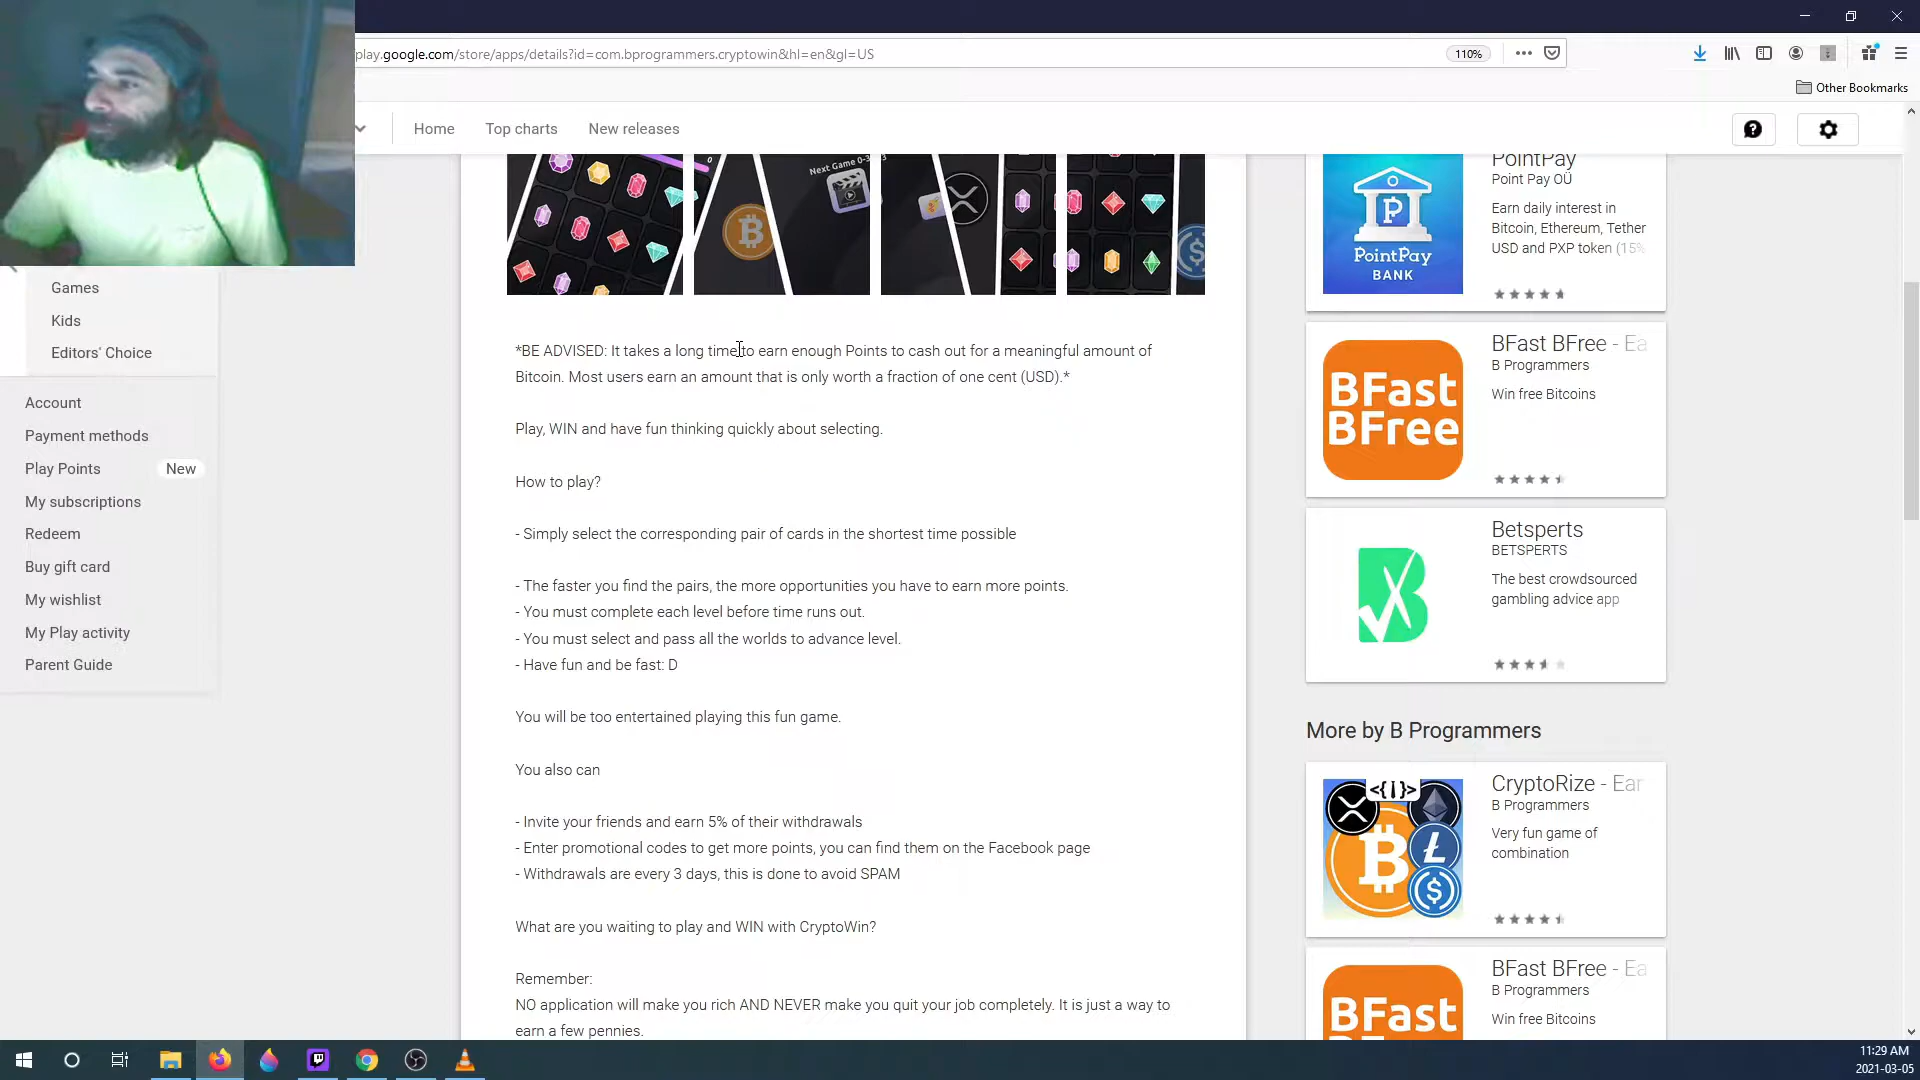 play.google.com/store/apps/details?id=com.bprogrammers.cryptowin&hl=en&gl=US
110%
Other Bookmarks
Home
Top charts
New releases
Games
Kids
Editors' Choice
Account
Payment methods
Play Points
New
My subscriptions
Redeem
Buy gift card
My wishlist
My Play activity
Parent Guide
0
Next Game
*BE ADVISED: It takes a long time to earn enough Points to cash out for a meaningful amount of
Bitcoin. Most users earn an amount that is only worth a fraction of one cent (USD).*
Play, WIN and have fun thinking quickly about selecting.
How to play?
- Simply select the corresponding pair of cards in the shortest time possible
- The faster you find the pairs, the more opportunities you have to earn more points.
- You must complete each level before time runs out.
- You must select and pass all the worlds to advance level.
- Have fun and be fast: D
You will be too entertained playing this fun game.
You also can
- Invite your friends and earn 5% of their withdrawals
- Enter promotional codes to get more points, you can find them on the Facebook page
- Withdrawals are every 3 days, this is done to avoid SPAM
What are you waiting to play and WIN with CryptoWin?
Remember:
NO application will make you rich AND NEVER make you quit your job completely. It is just a way to
earn a few pennies.
PointPay
BANK
PointPay
Point Pay OÜ
Earn daily interest in
Bitcoin, Ethereum, Tether
USD and PXP token (15%
BFast
BFree
BFast BFree - Ea
B Programmers
Win free Bitcoins
Betsperts
BETSPERTS
The best crowdsourced
gambling advice app
More by B Programmers
CryptoRize - Ear
B Programmers
Very fun game of
combination
BFast
BFree
BFast BFree - Ea
B Programmers
Win free Bitcoins
11:29 AM
2021-03-05